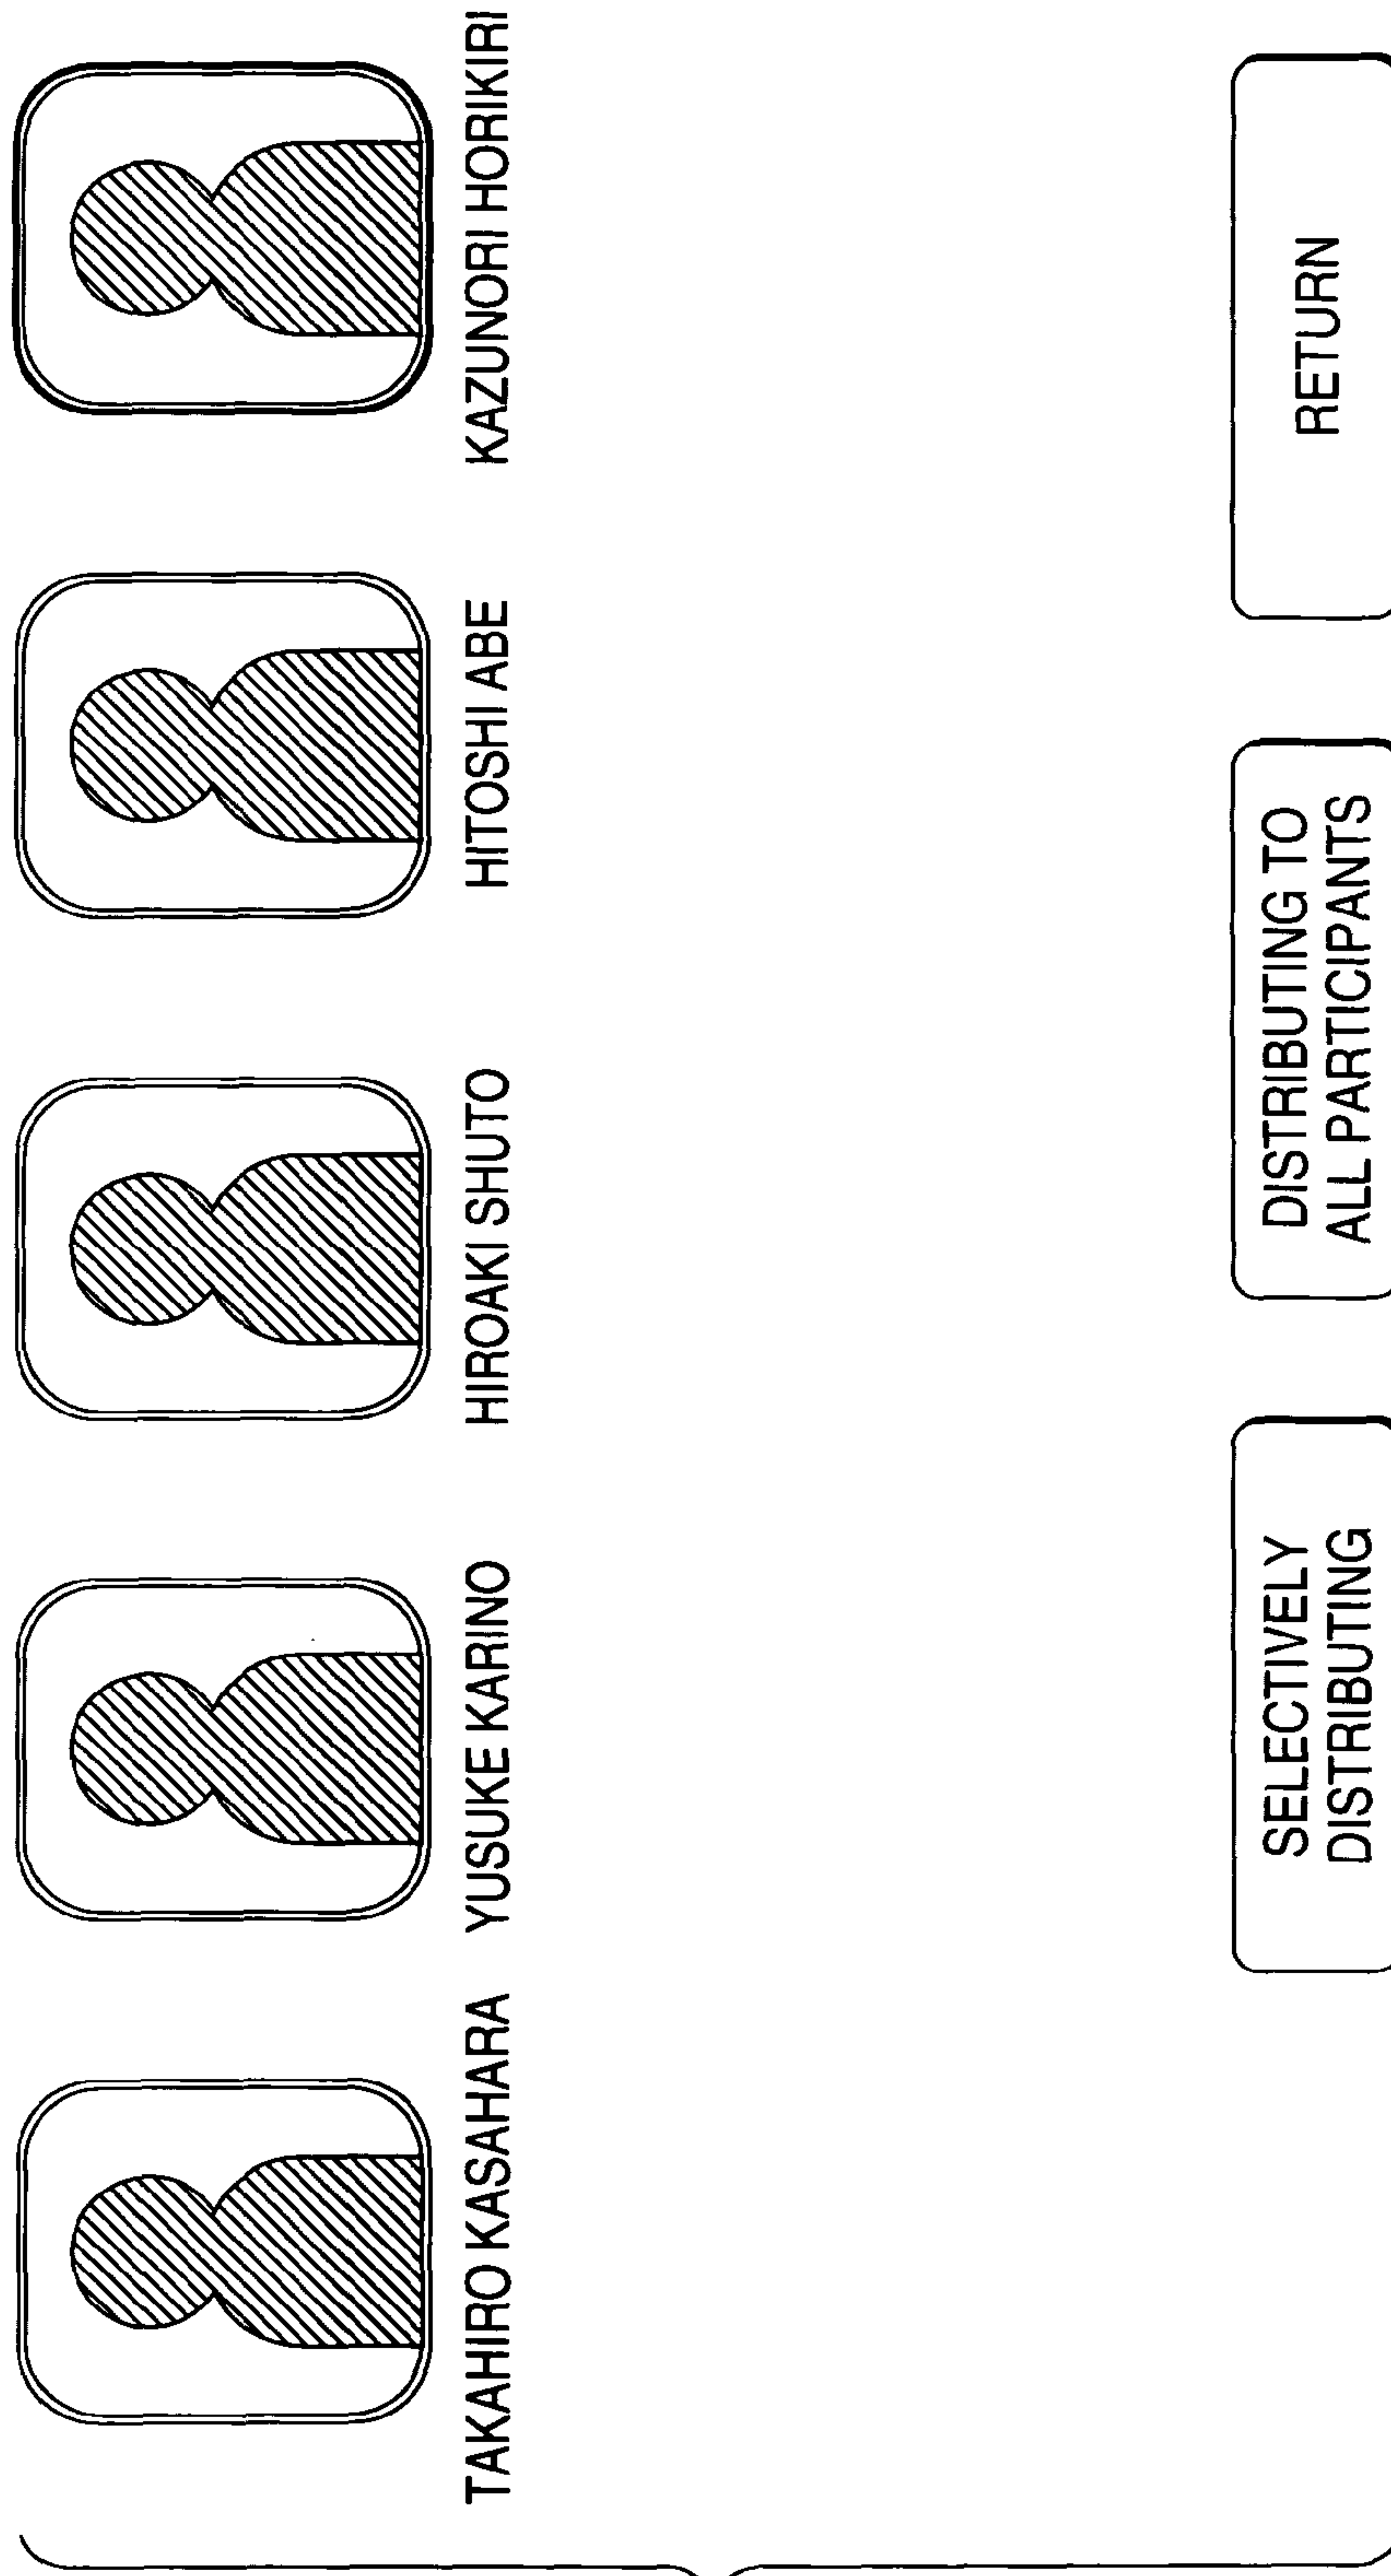 TAKAHIRO KASAHARA
YUSUKE KARINO
HIROAKI SHUTO
HITOSHI ABE
KAZUNORI HORIKIRI
SELECTIVELY
DISTRIBUTING
DISTRIBUTING TO
ALL PARTICIPANTS
RETURN